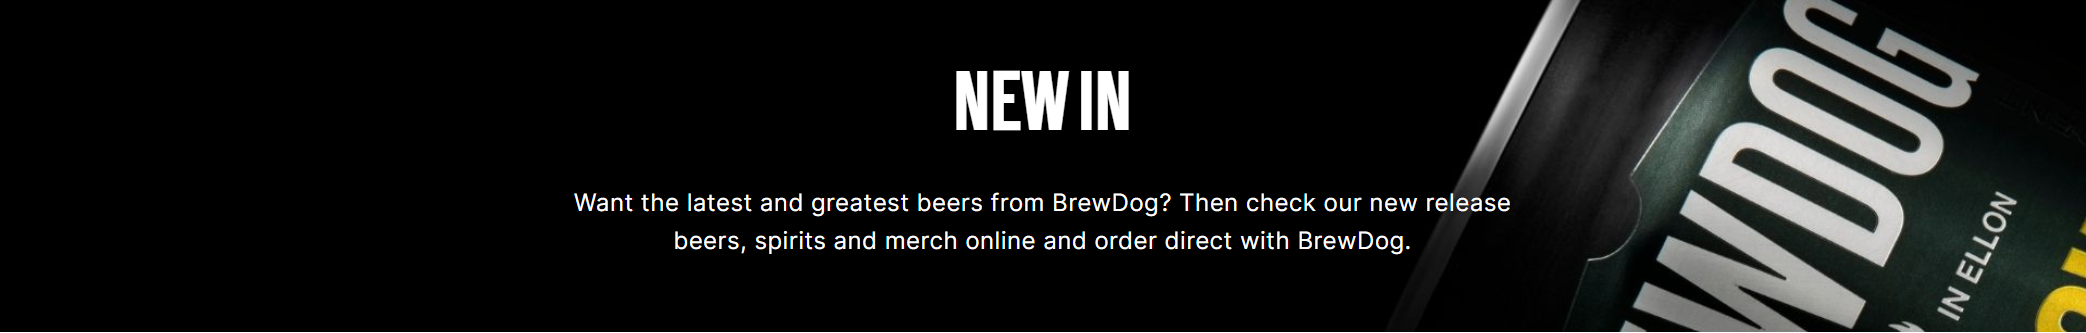 NEW IN
Want the latest and greatest beers from BrewDog? Then check our new release
beers, spirits and merch online and order direct with BrewDog.
WDOG
IN ELLON